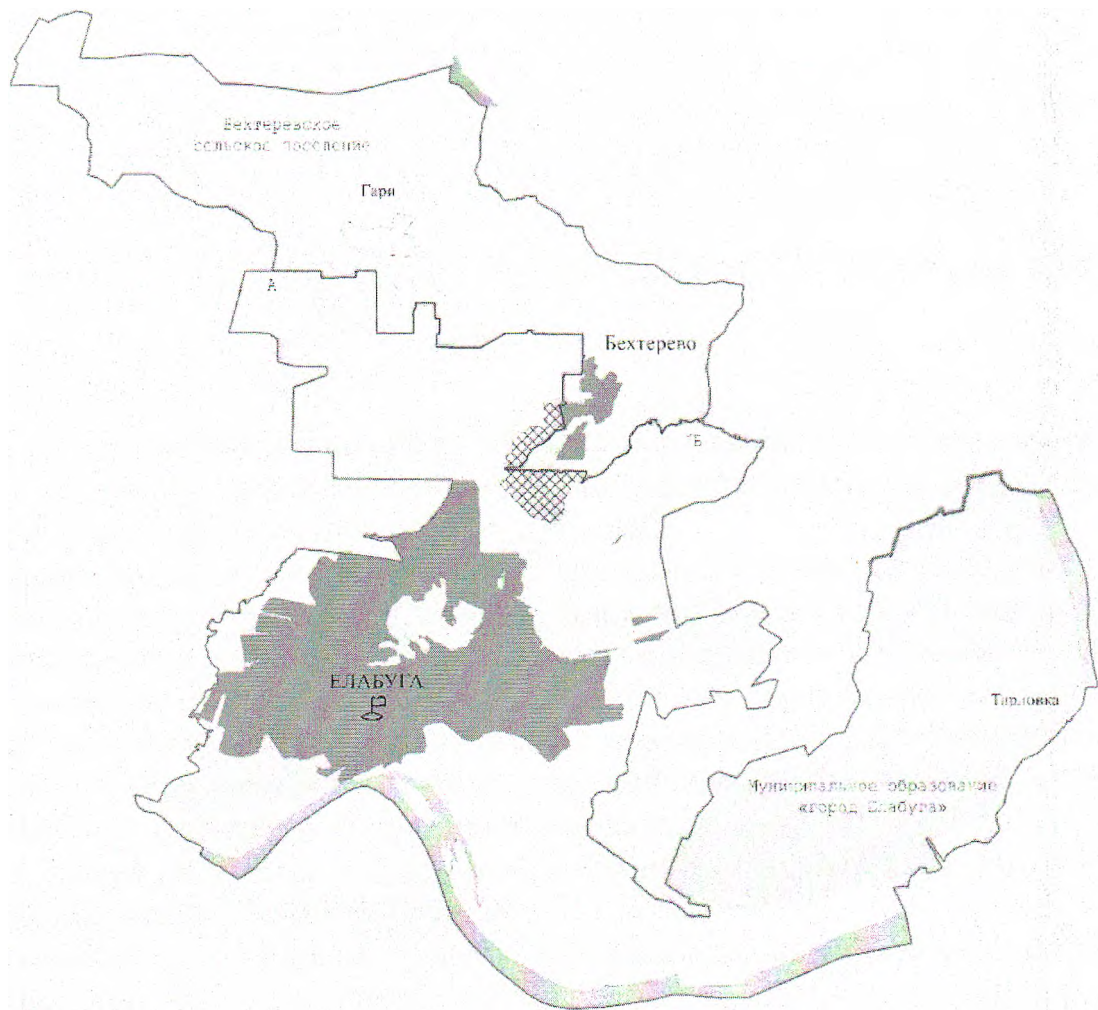 Бехтеревское
сельское поселение
Гари
А
Бехтерево
Б
ЕЛАБУГА
Тарловка
Муниципальное образование
«город Елабуга»